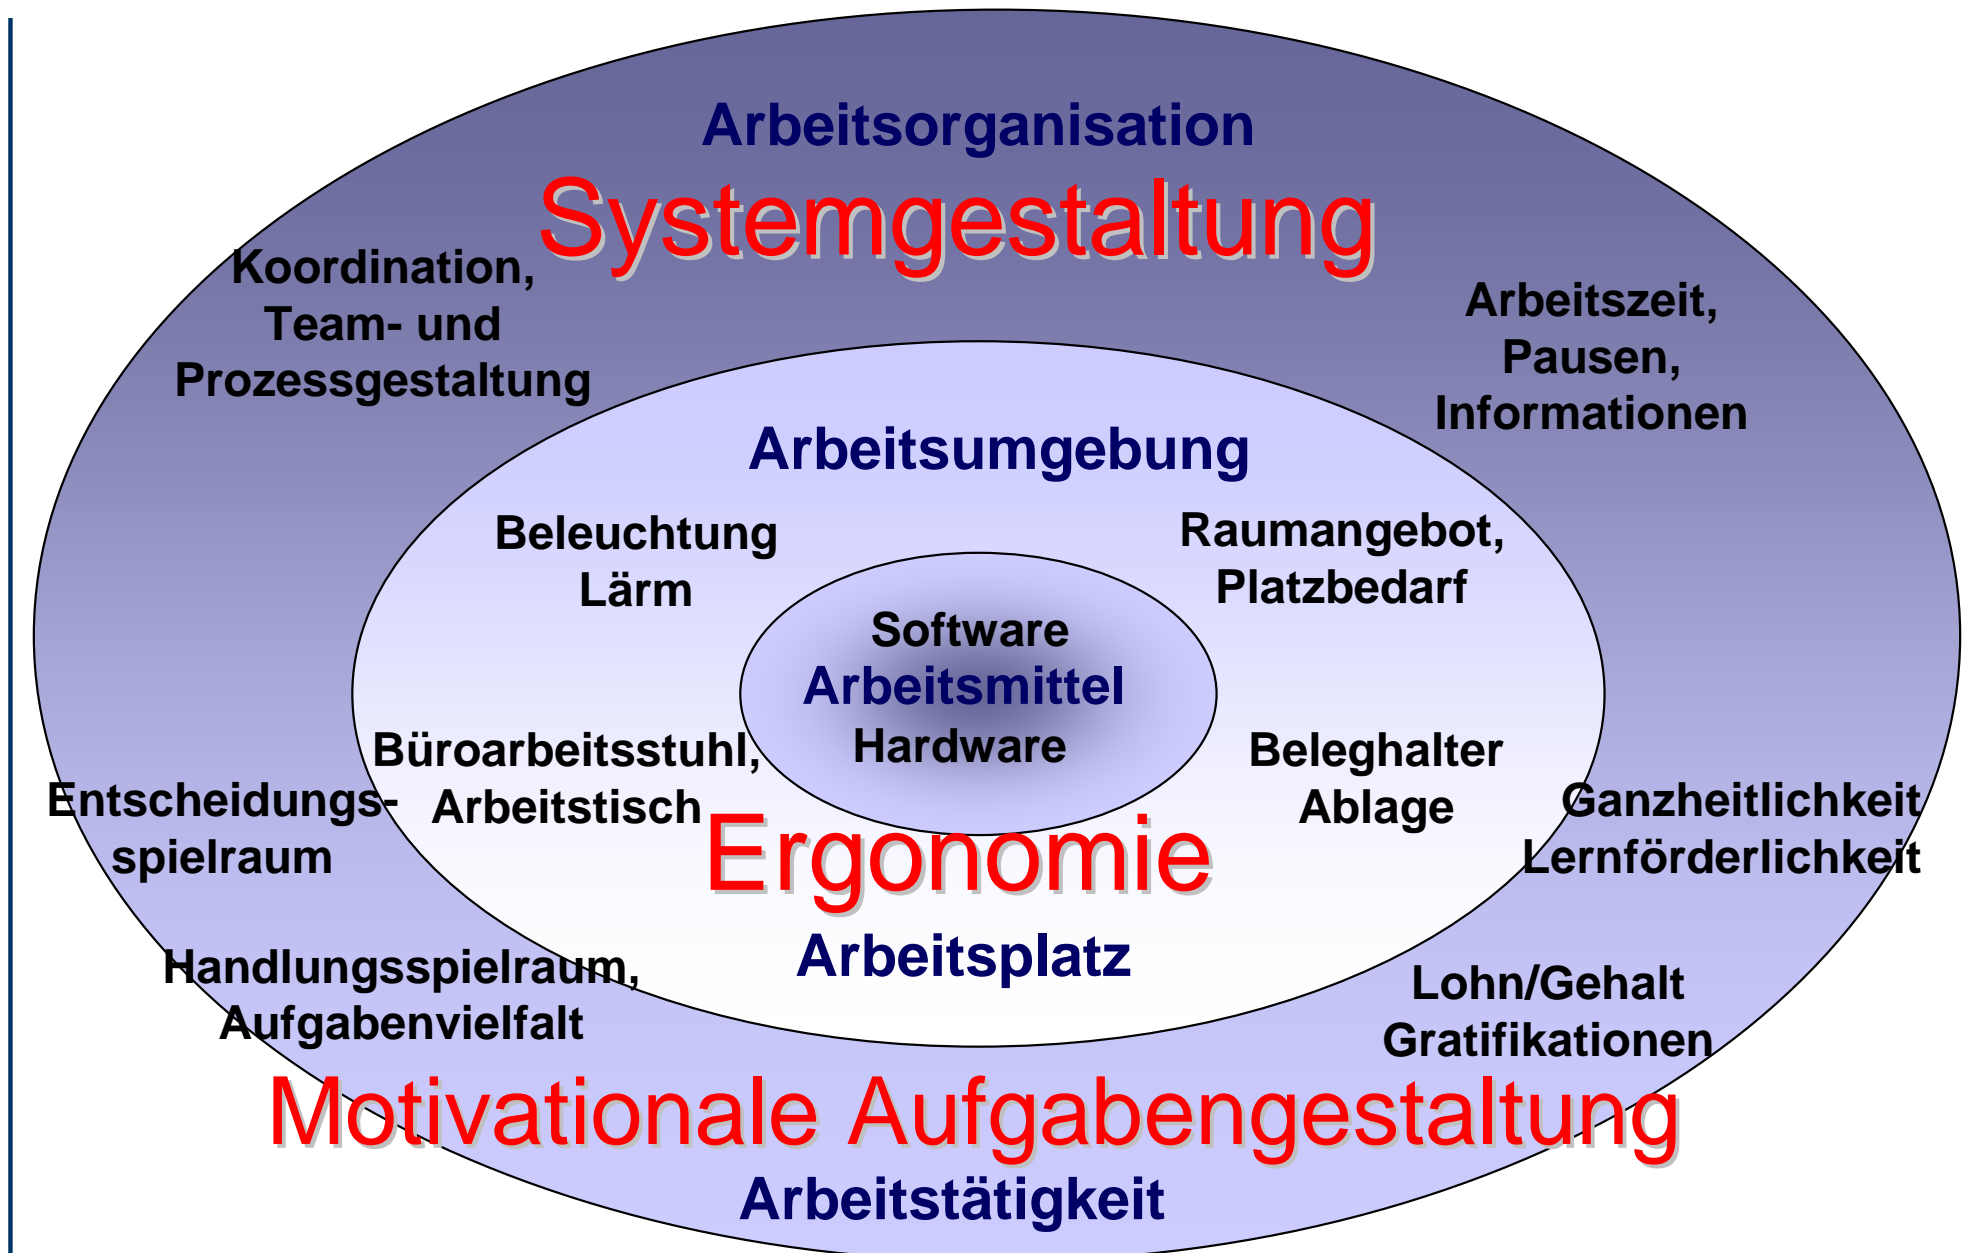 Arbeitsorganisation
Systemgestaltung
Koordination,
Team- und
Prozessgestaltung
Arbeitszeit,
Pausen,
Informationen
Arbeitsumgebung
Beleuchtung
Lärm
Raumangebot,
Platzbedarf
Software
Arbeitsmittel
Hardware
Büroarbeitsstuhl,
Arbeitstisch
Beleghalter
Ablage
Entscheidungs-
spielraum
Ganzheitlichkeit
Lernförderlichkeit
Ergonomie
Arbeitsplatz
Handlungsspielraum,
Aufgabenvielfalt
Lohn/Gehalt
Gratifikationen
Motivationale Aufgabengestaltung
Arbeitstätigkeit